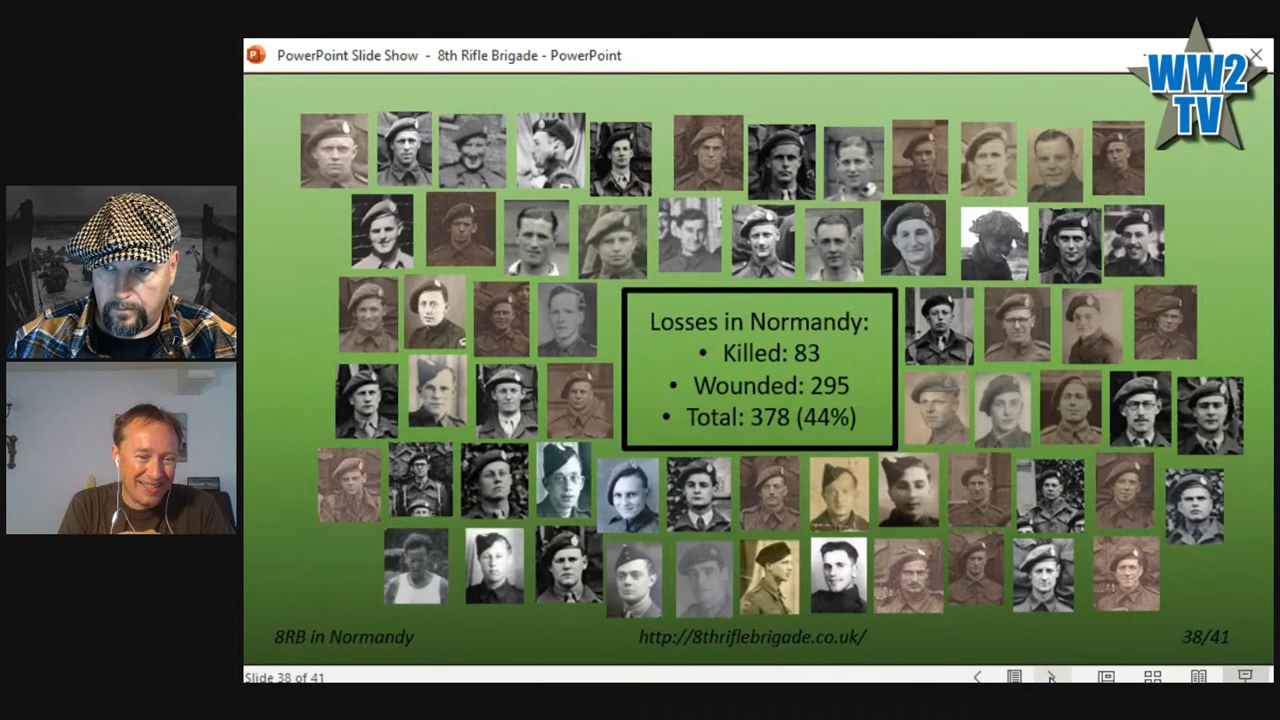 PowerPoint Slide Show - 8th Rifle Brigade - PowerPoint
WW2
TV
Losses in Normandy:
• Killed: 83
• Wounded: 295
• Total: 378 (44%)
8RB in Normandy
http://8thriflebrigade.co.uk/
38/41
Slide 38 of 41